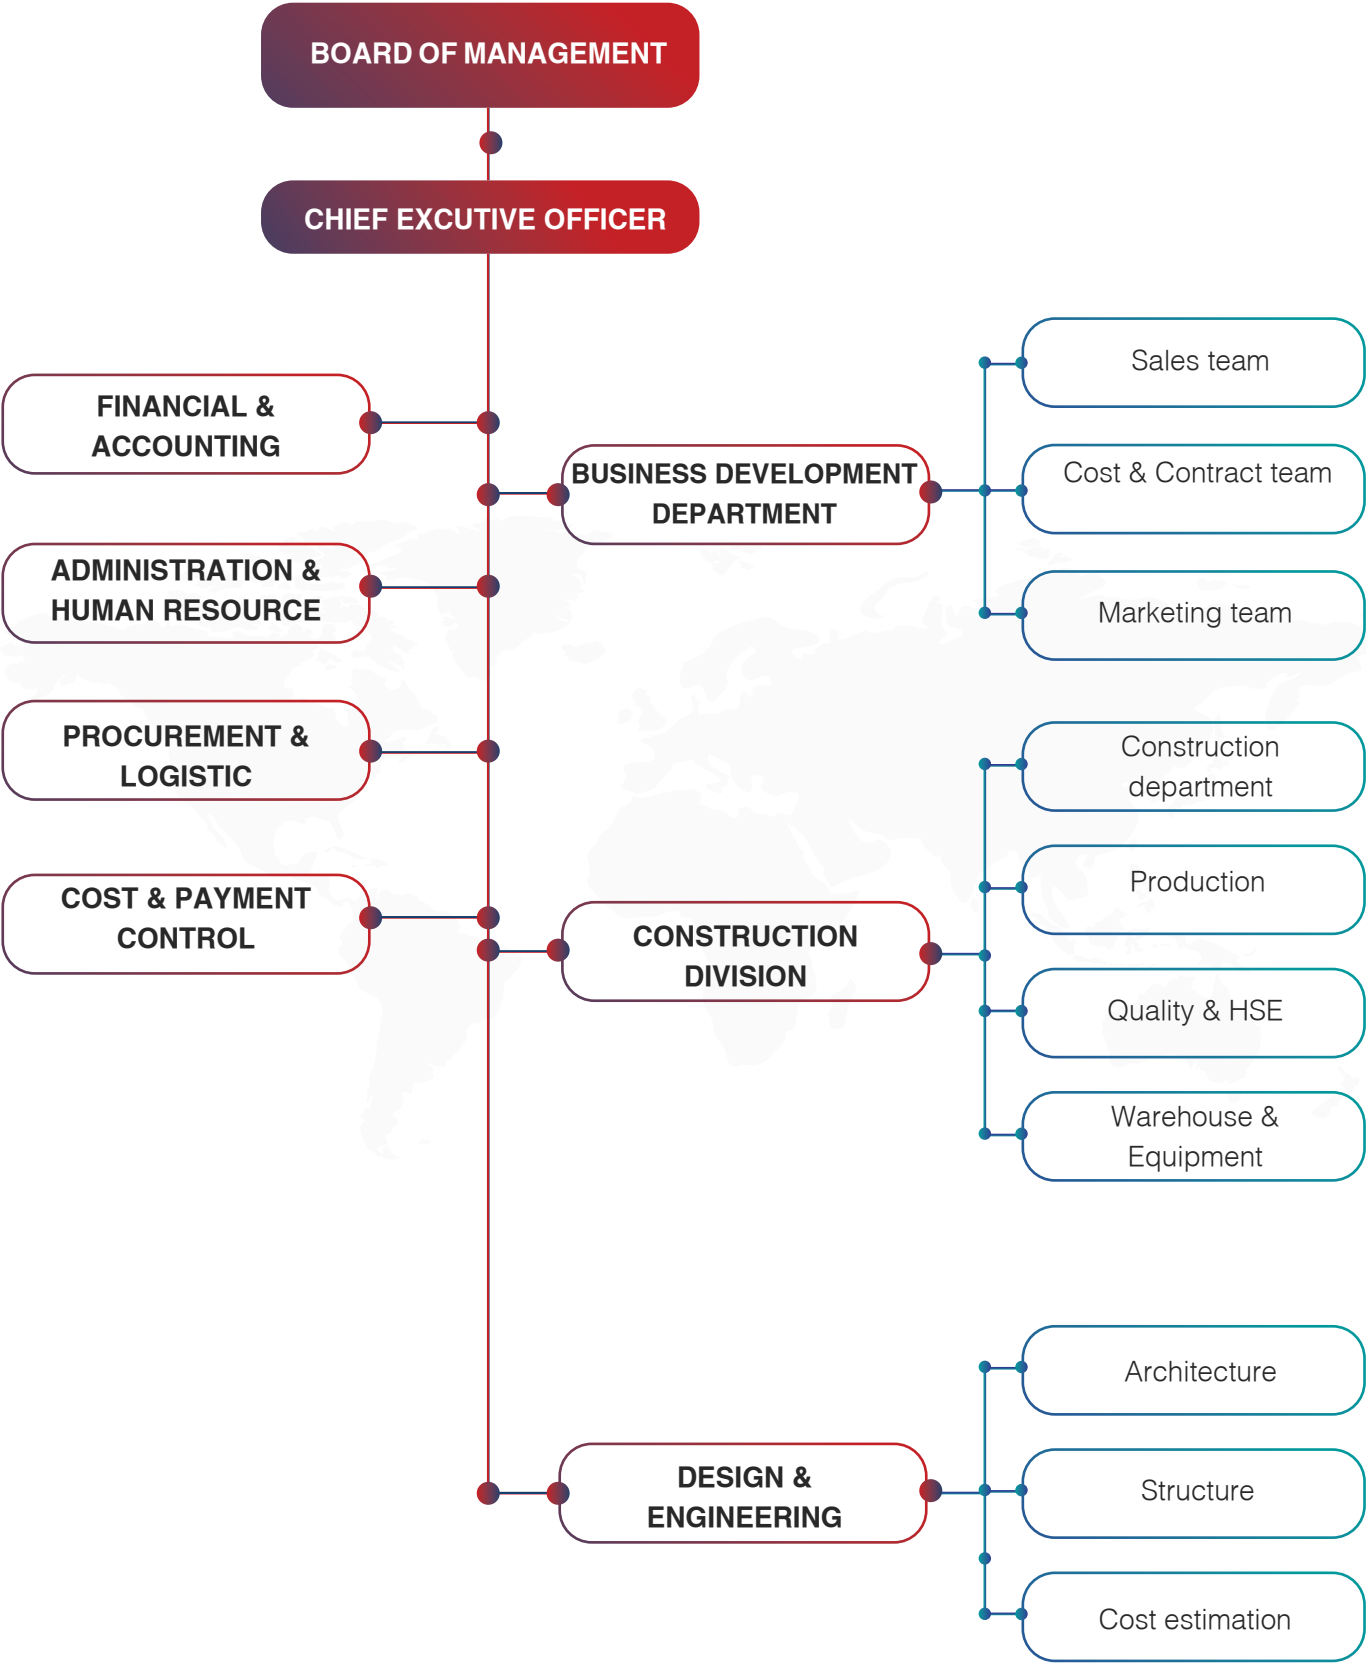 BOARD OF MANAGEMENT
CHIEF EXCUTIVE OFFICER
FINANCIAL &
ACCOUNTING
ADMINISTRATION &
HUMAN RESOURCE
PROCUREMENT &
LOGISTIC
COST & PAYMENT
CONTROL
BUSINESS DEVELOPMENT
DEPARTMENT
Sales team
Cost & Contract team
Marketing team
CONSTRUCTION
DIVISION
Construction
department
Production
Quality & HSE
Warehouse &
Equipment
DESIGN &
ENGINEERING
Architecture
Structure
Cost estimation